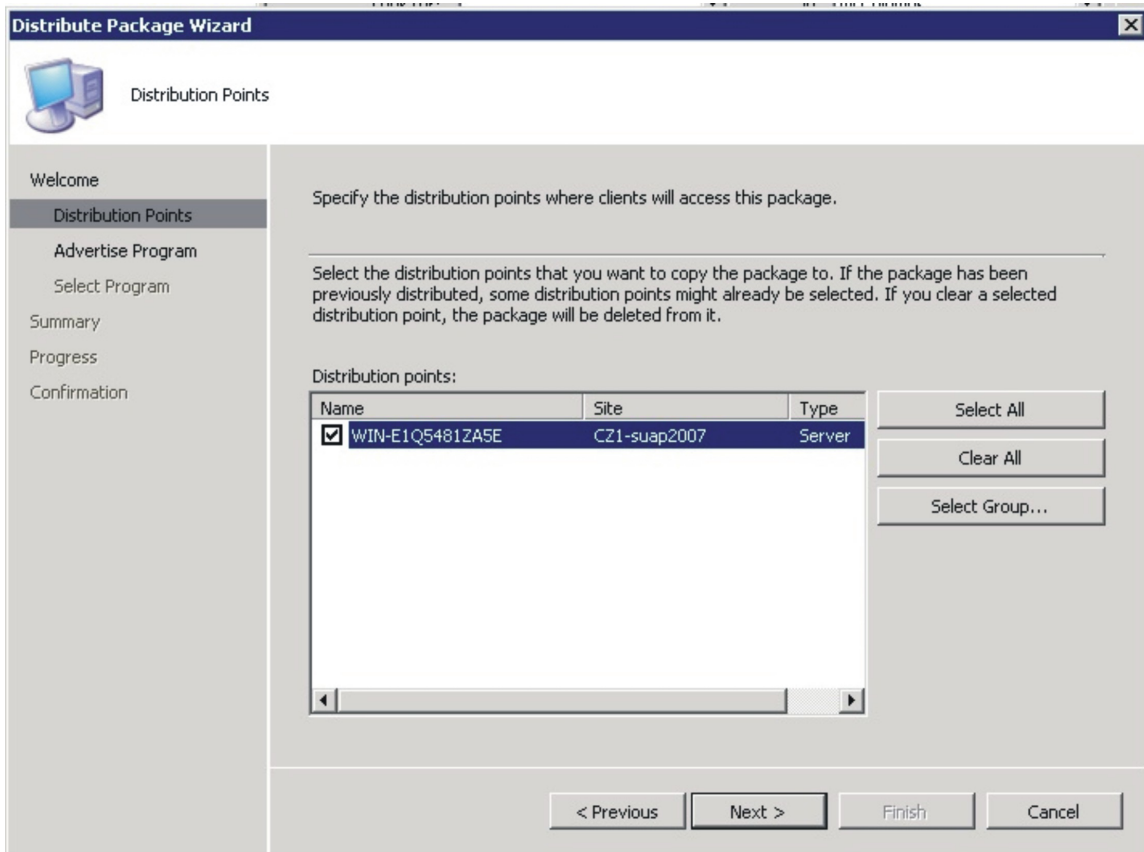 Distribute Package Wizard
Distribution Points
Welcome
Distribution Points
Advertise Program
Select Program
Summary
Progress
Confirmation
Specify the distribution points where clients will access this package.
Select the distribution points that you want to copy the package to. If the package has been
previously distributed, some distribution points might already be selected. If you clear a selected
distribution point, the package will be deleted from it.
Distribution points:
Name Site Type
WIN-E1Q5481ZA5E CZ1-suap2007 Server
Select All
Clear All
Select Group...
< Previous Next > Finish Cancel